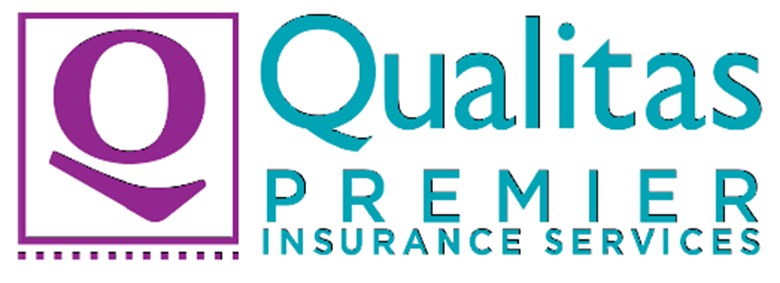 Q
Qualitas
PREMIER
INSURANCE SERVICES